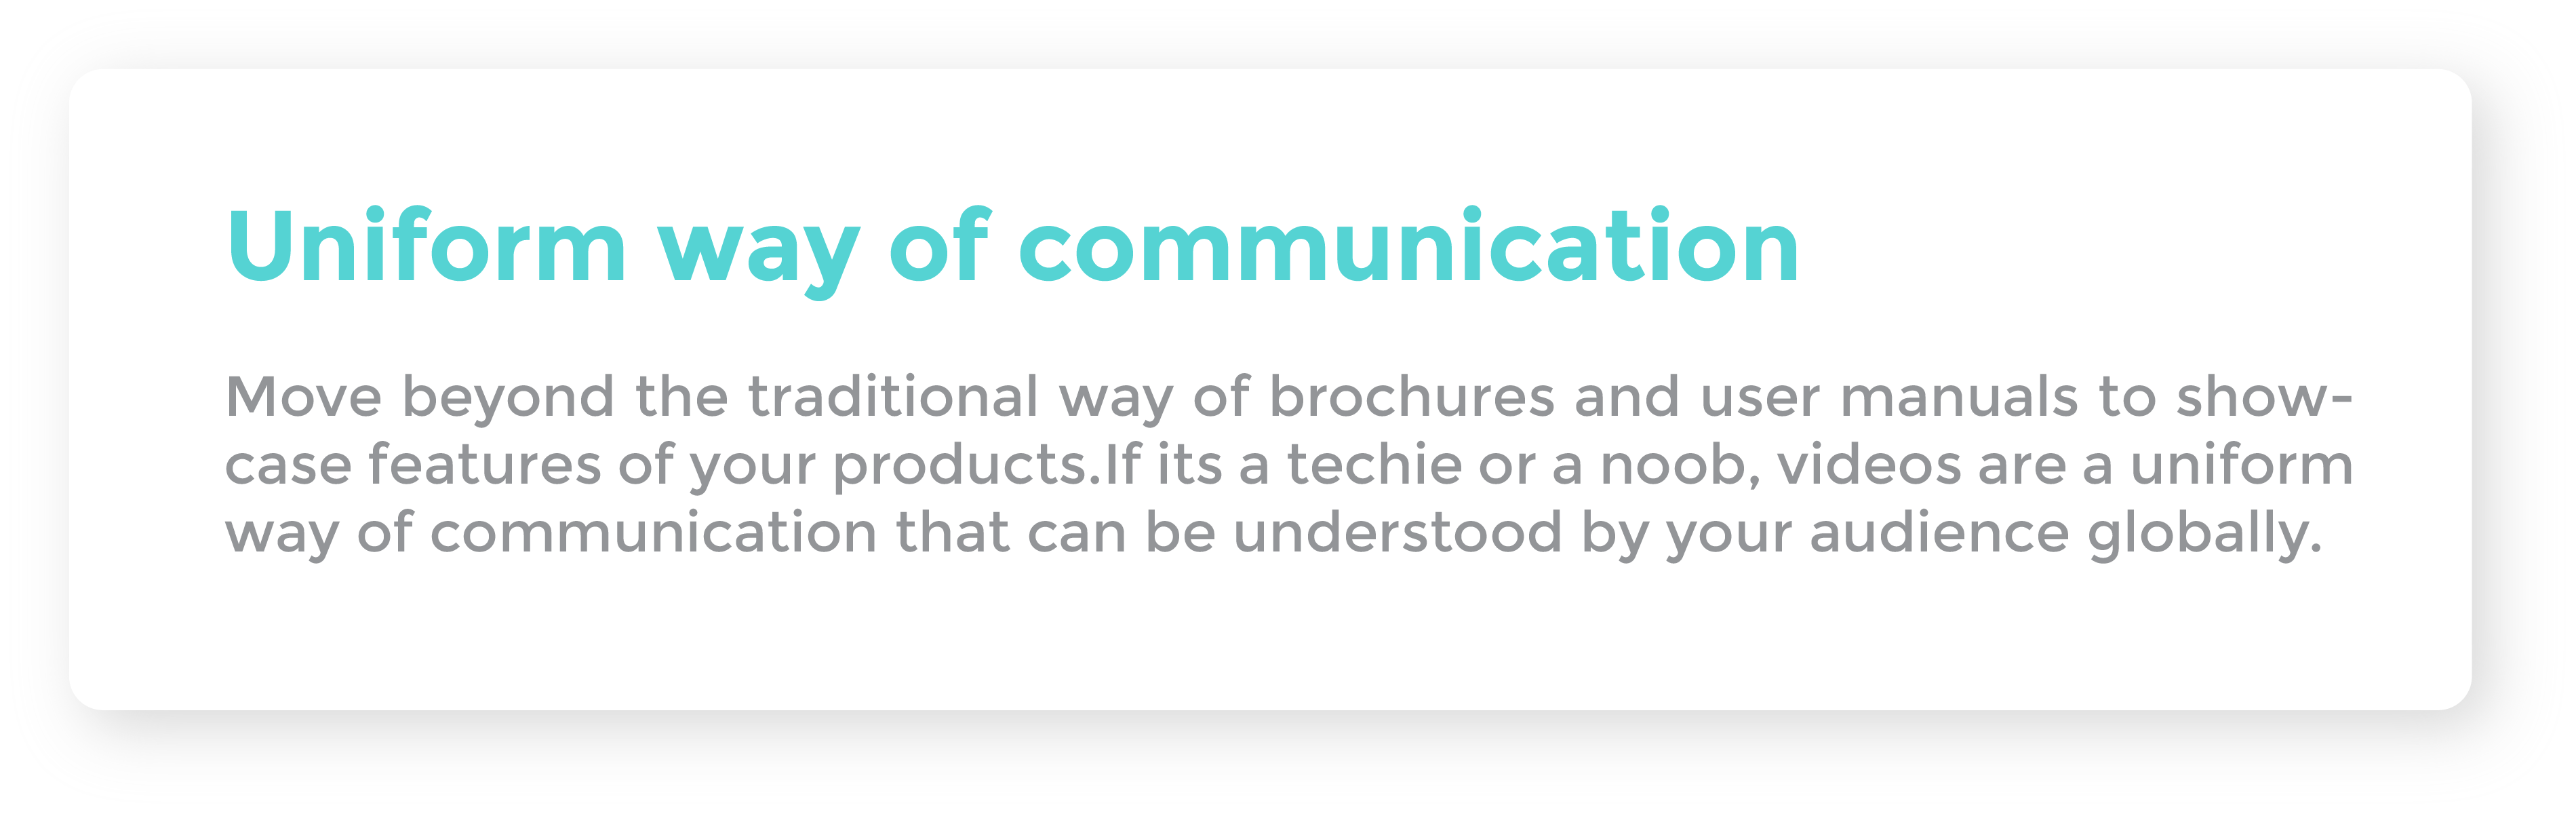 Uniform way of communication
Move beyond the traditional way of brochures and user manuals to show-
case features of your products.If its a techie or a noob, videos are a uniform
way of communication that can be understood by your audience globally.